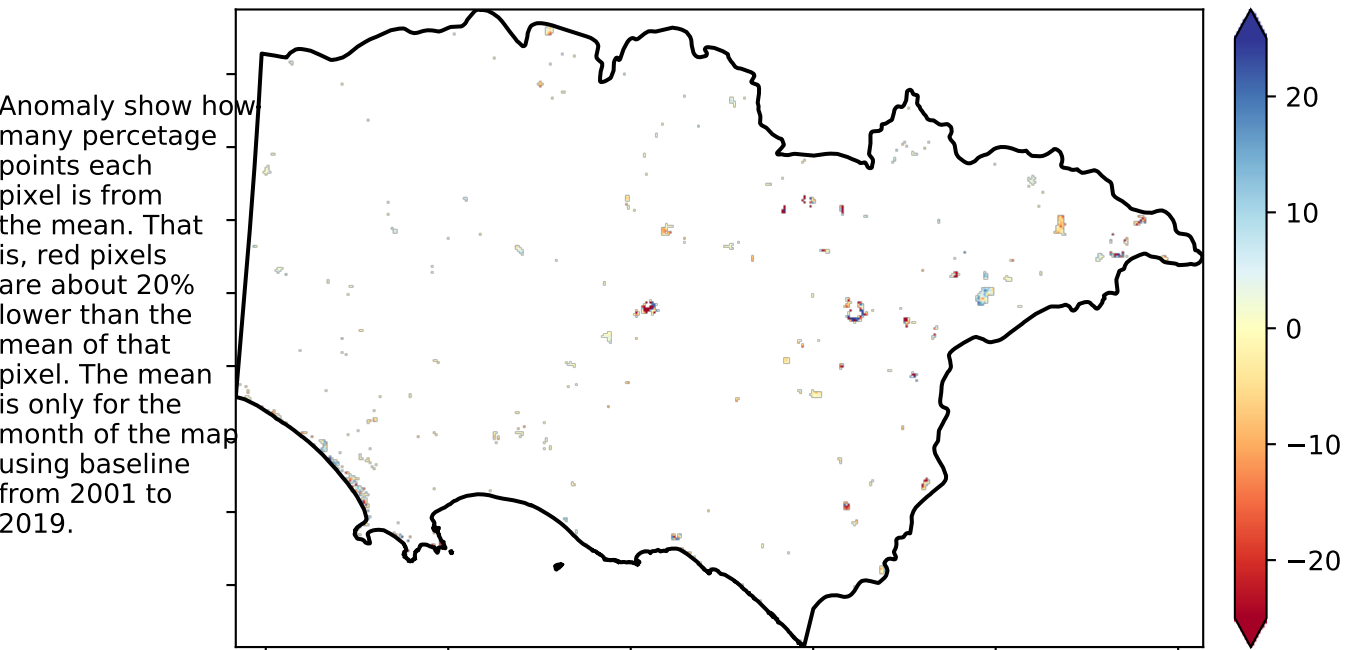 Anomaly show how
many percetage
points each
pixel is from
the mean. That
is, red pixels
are about 20%
lower than the
mean of that
pixel. The mean
is only for the
month of the map
using baseline
from 2001 to
2019.
20
10
0
−10
−20